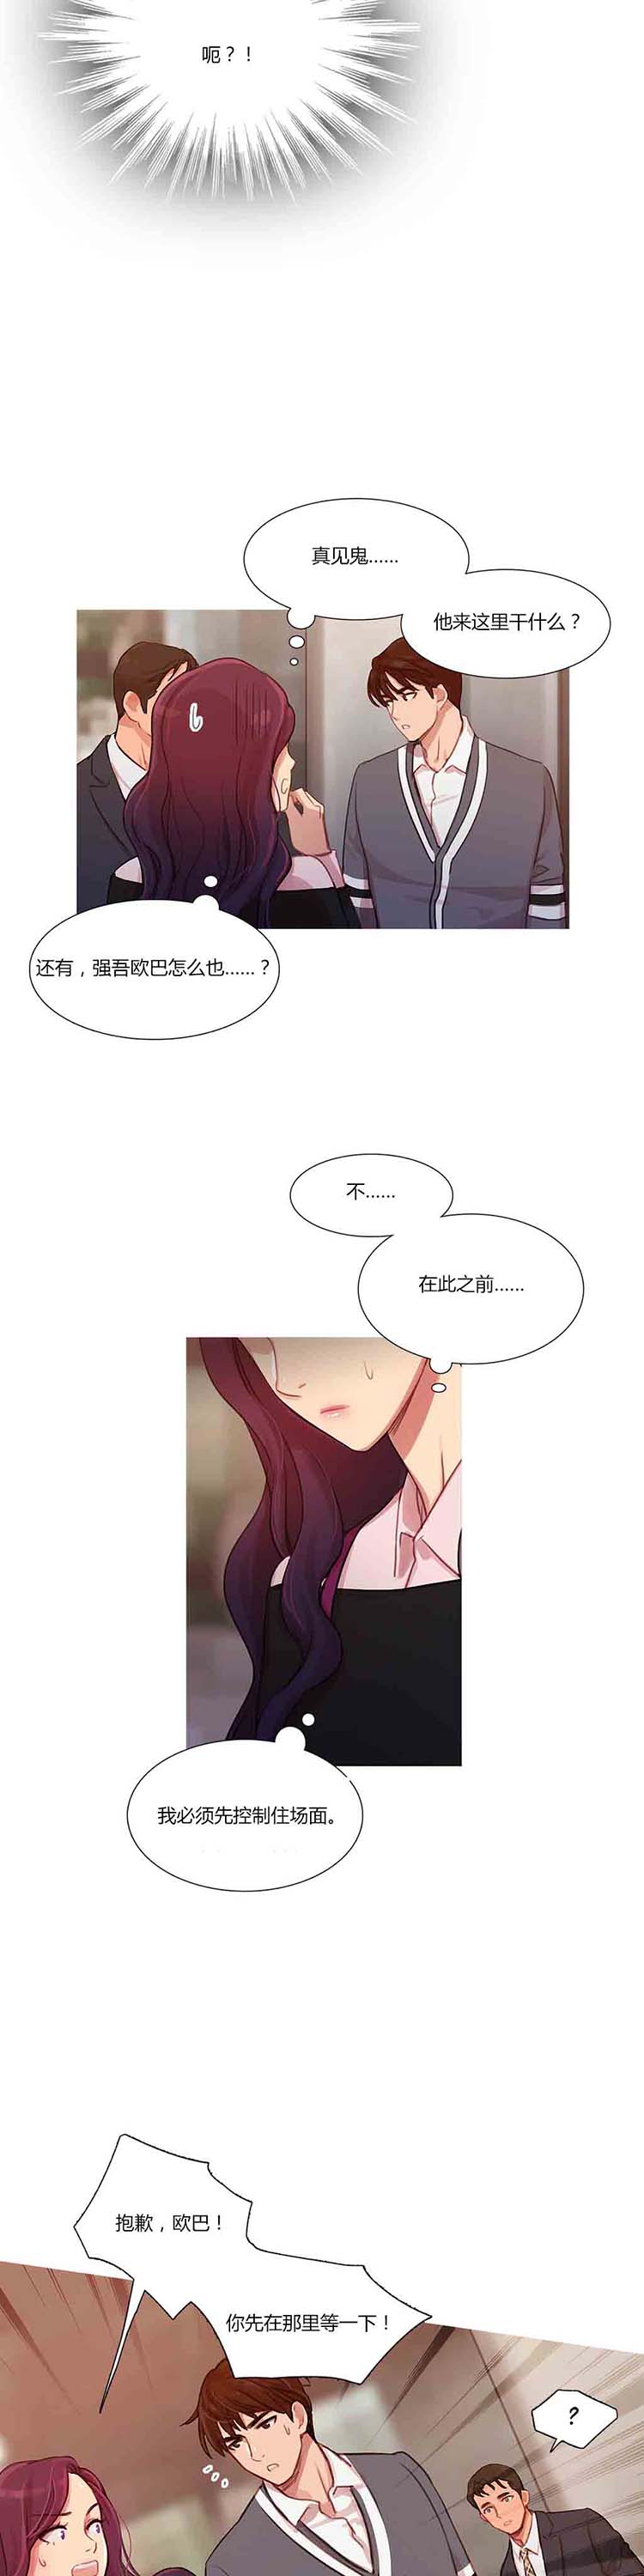 呃？！
真见鬼……
他来这里干什么？
还有，强吾欧巴怎么也……？
不……
在此之前……
我必须先控制住场面。
抱歉，欧巴！
你先在那里等一下！
？